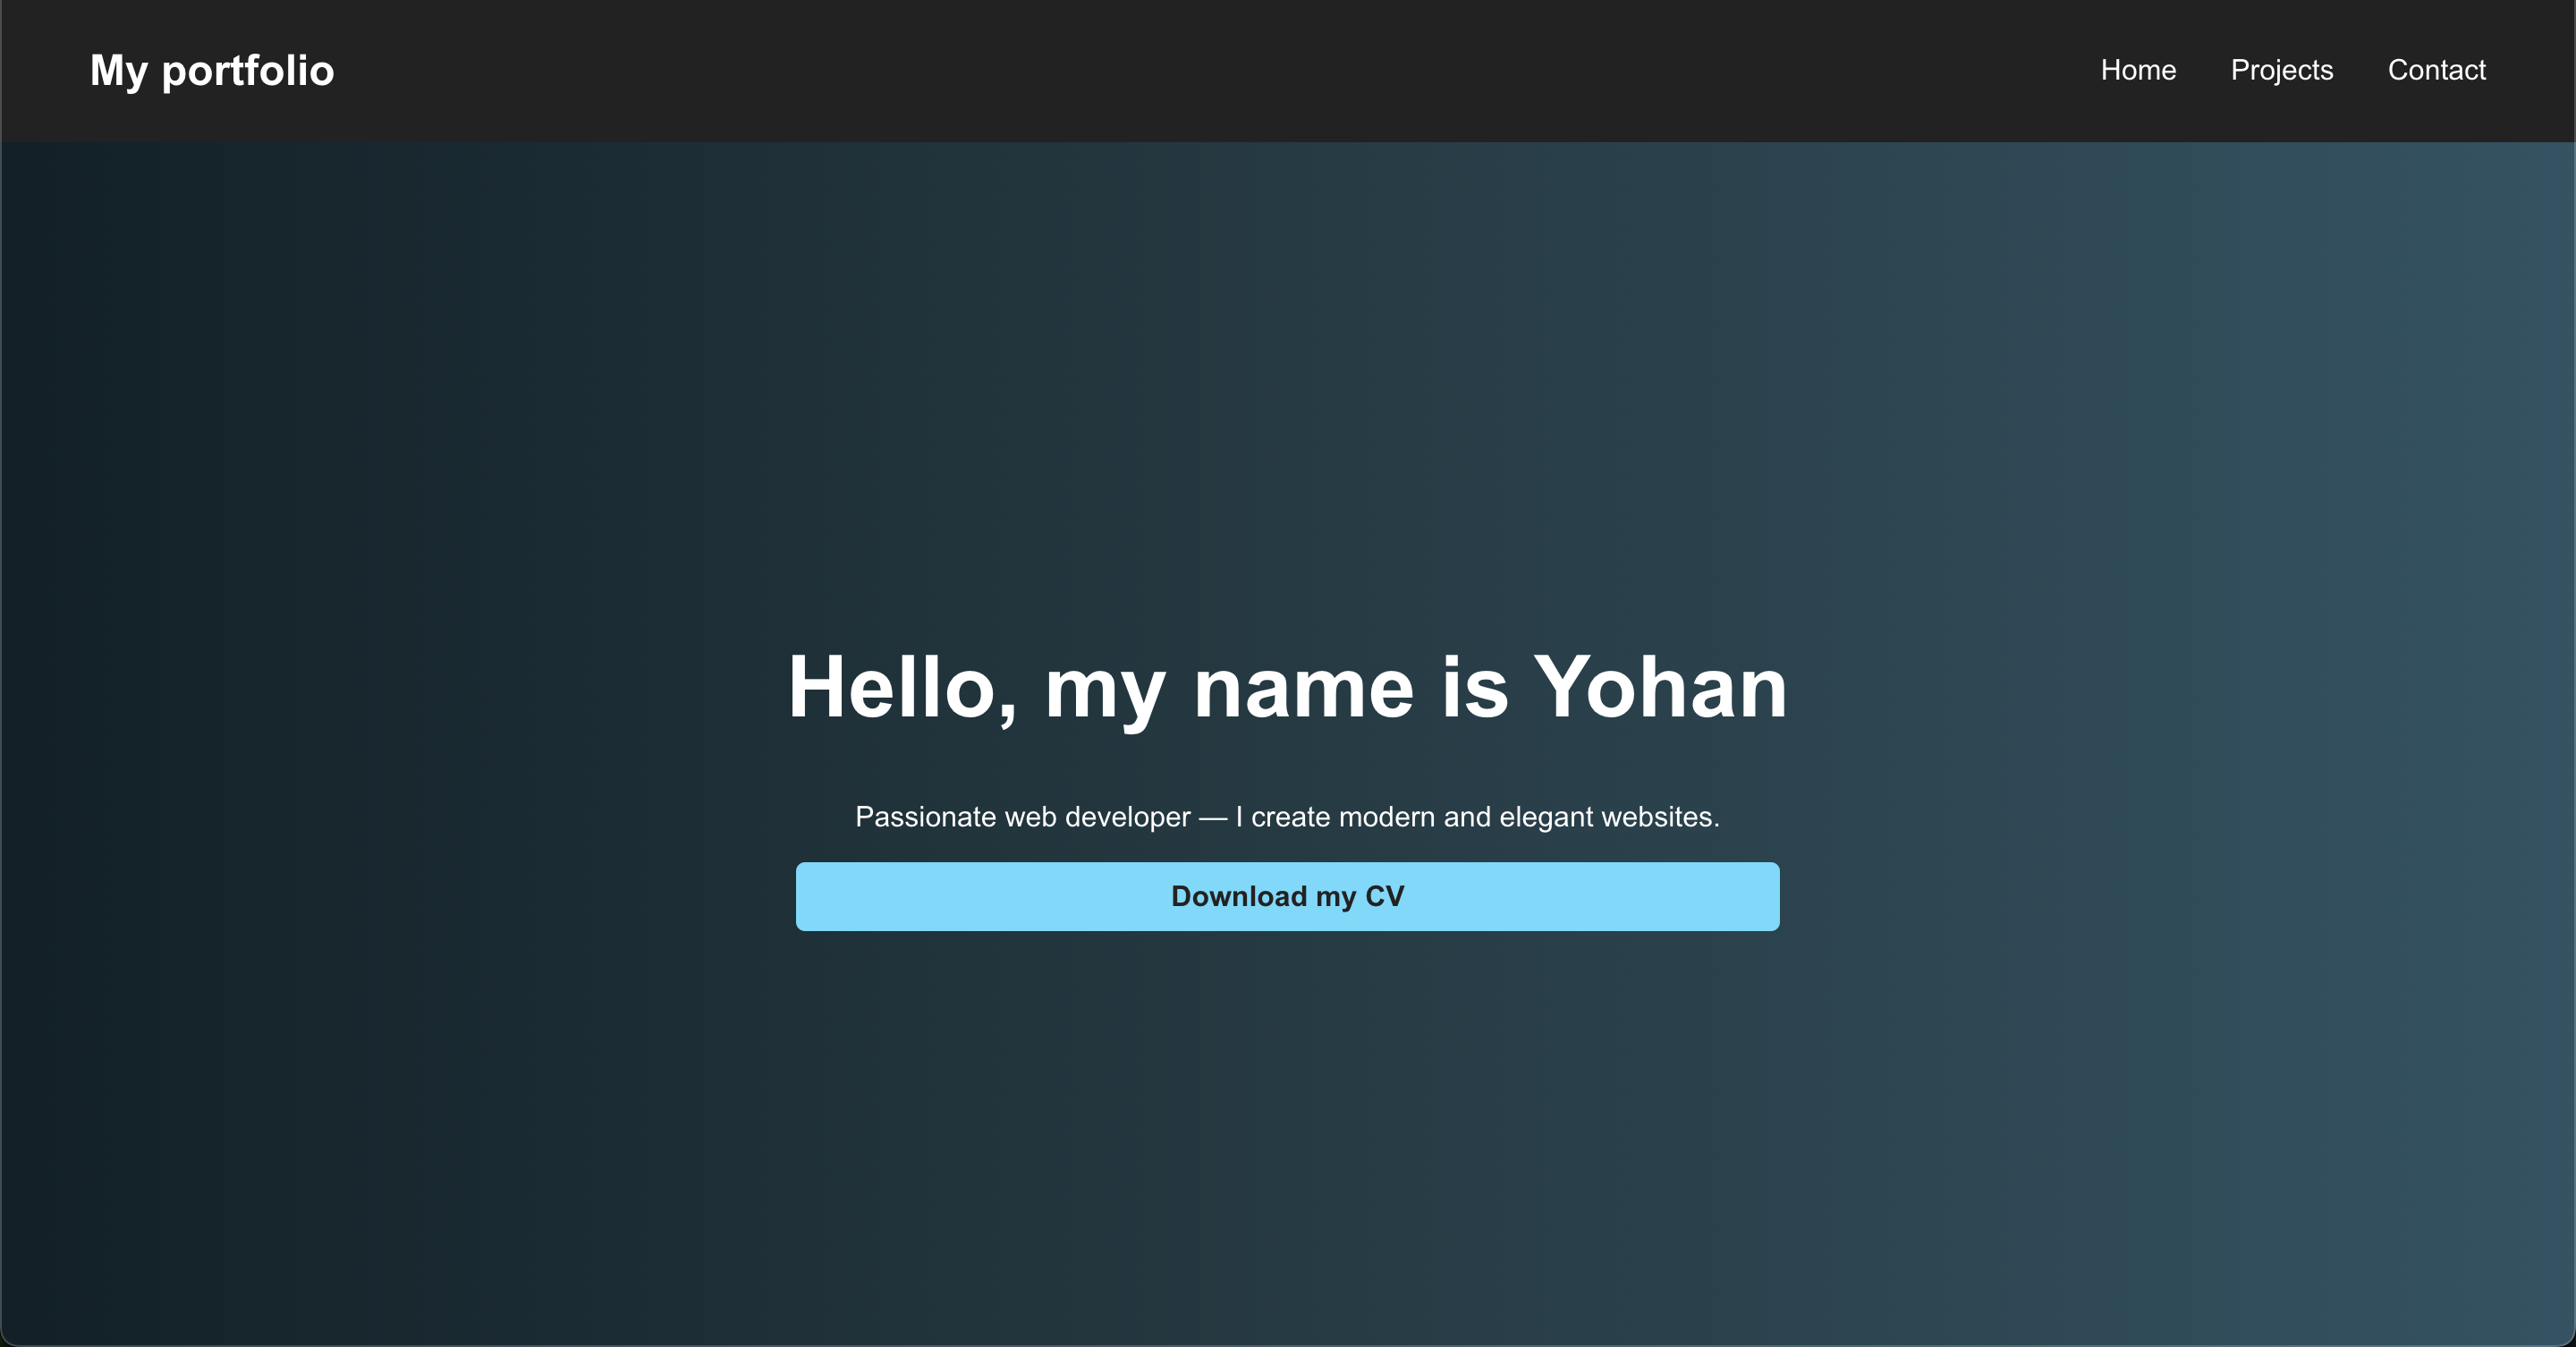 My portfolio
Home Projects Contact
Hello, my name is Yohan
Passionate web developer — I create modern and elegant websites.
Download my CV